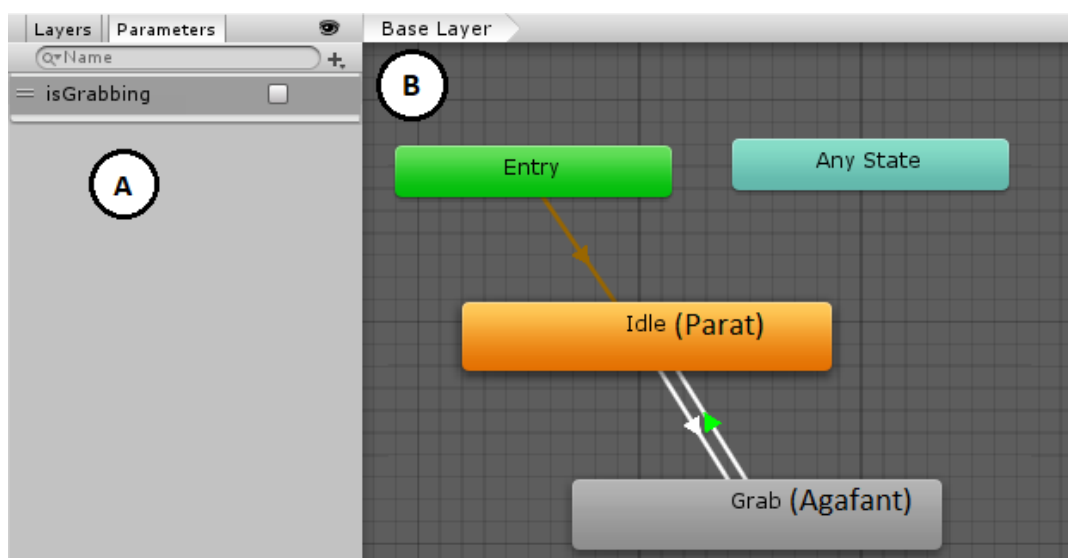 Layers Parameters
Name
isGrabbing
A
Base Layer
B
Entry
Any State
Idle (Parat)
Grab (Agafant)